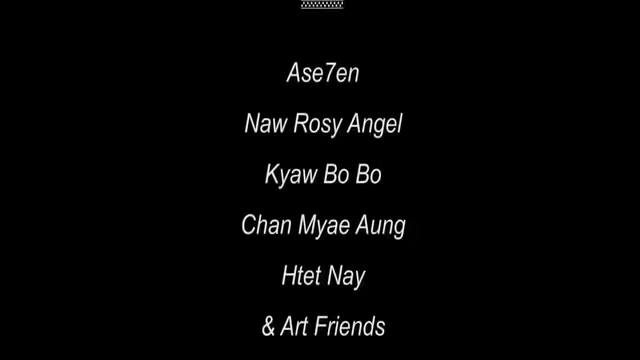 Ase7en
Naw Rosy Angel
Kyaw Bo Bo
Chan Myae Aung
Htet Nay
& Art Friends